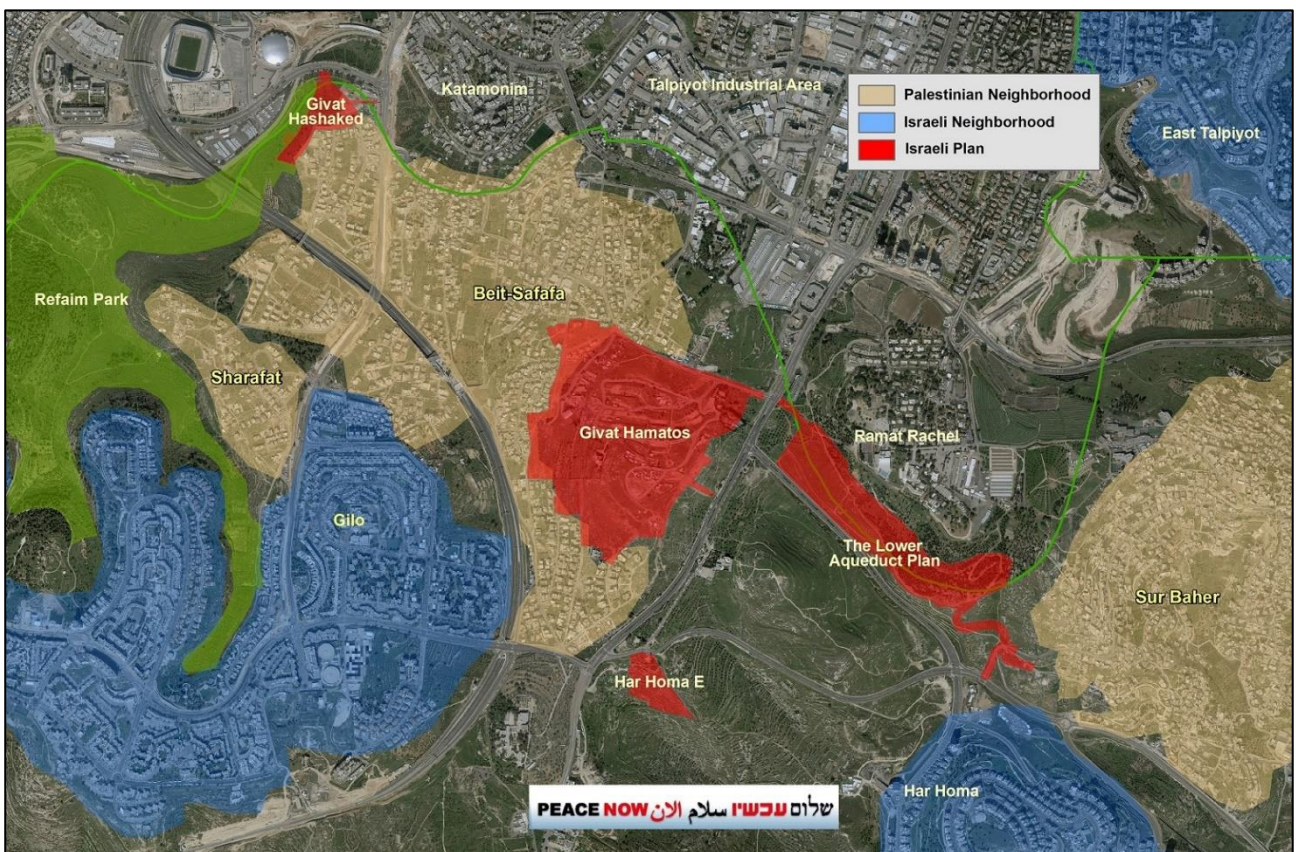 Givat
Hashaked
Katamonim
Talpiyot Industrial Area
Palestinian Neighborhood
Israeli Neighborhood
Israeli Plan
East Talpiyot
Refaim Park
Beit-Safafa
Sharafat
Givat Hamatos
Ramat Rachel
Gilo
The Lower
Aqueduct Plan
Sur Baher
Har Homa E
Har Homa
PEACE NOW سلام الان שלום עכשיו